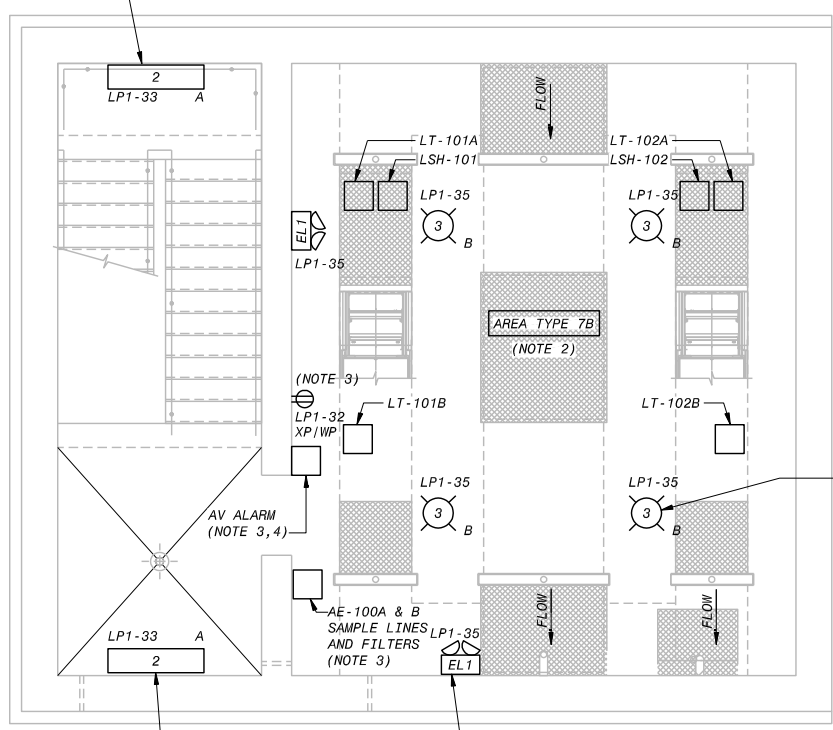 2
LP1-33 A
FLOW
LT-101A
LSH-101
LT-102A
LSH-102
LP1-35
3
B
LP1-35
3
B
EL1
LP1-35
AREA TYPE 7B
(NOTE 2)
(NOTE 3)
LP1-32
XP/WP
LT-101B
LT-102B
LP1-35
3
B
LP1-35
3
B
AV ALARM
(NOTE 3,4)
AE-100A & B
SAMPLE LINES
AND FILTERS
(NOTE 3)
LP1-35
EL1
FLOW
FLOW
LP1-33 A
2